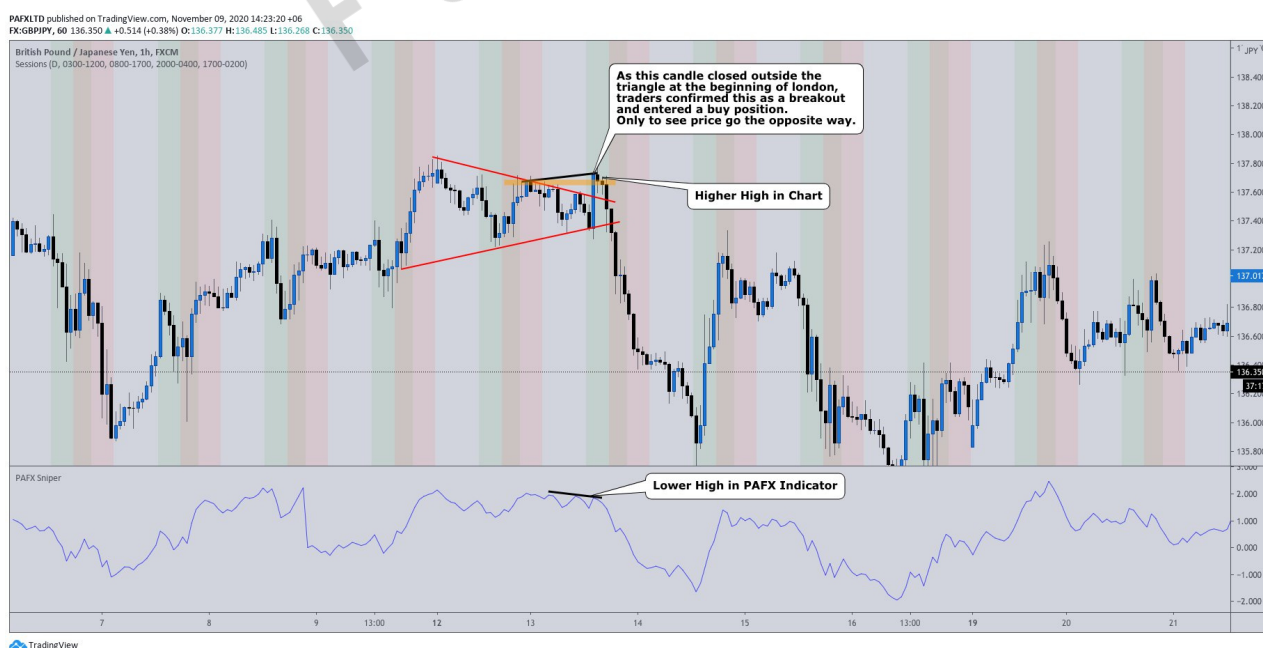 PAFXLTD published on TradingView.com, November 09, 2020 14:23:20 +06
FX:GBPJPY, 60 136.350 ▲ +0.514 (+0.38%) O:136.377 H:136.485 L:136.268 C:136.350
British Pound / Japanese Yen, 1h, FXCM
Sessions (D, 0300-1200, 0800-1700, 2000-0400, 1700-0200)
JPY
As this candle closed outside the
triangle at the beginning of london,
traders confirmed this as a breakout
and entered a buy position.
Only to see price go the opposite way.
Higher High in Chart
138.400
138.200
138.000
137.800
137.600
137.400
137.200
137.017
136.800
136.600
136.400
136.350
37:17
136.200
136.000
135.800
PAFX Sniper
Lower High in PAFX Indicator
3.000
2.000
1.000
0.000
−1.000
−2.000
7 8 9 13:00 12 13 14 15 16 13:00 19 20 21
TradingView